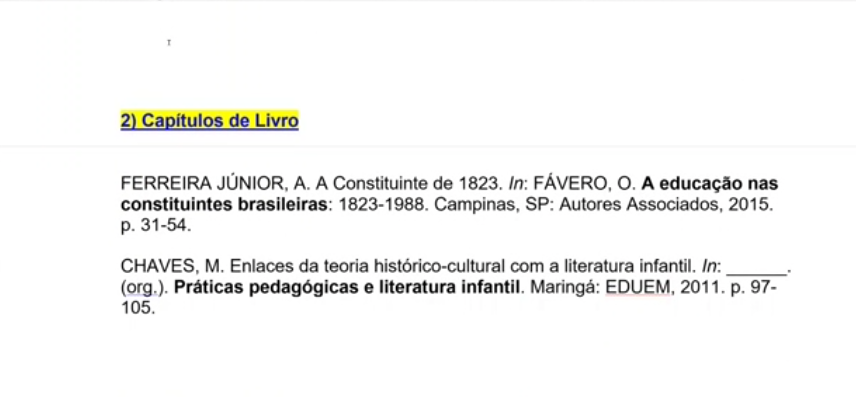 2) Capítulos de Livro
FERREIRA JÚNIOR, A. A Constituinte de 1823. In: FÁVERO, O. A educação nas
constituintes brasileiras: 1823-1988. Campinas, SP: Autores Associados, 2015.
p. 31-54.
CHAVES, M. Enlaces da teoria histórico-cultural com a literatura infantil. In: ______.
(org.). Práticas pedagógicas e literatura infantil. Maringá: EDUEM, 2011. p. 97-
105.